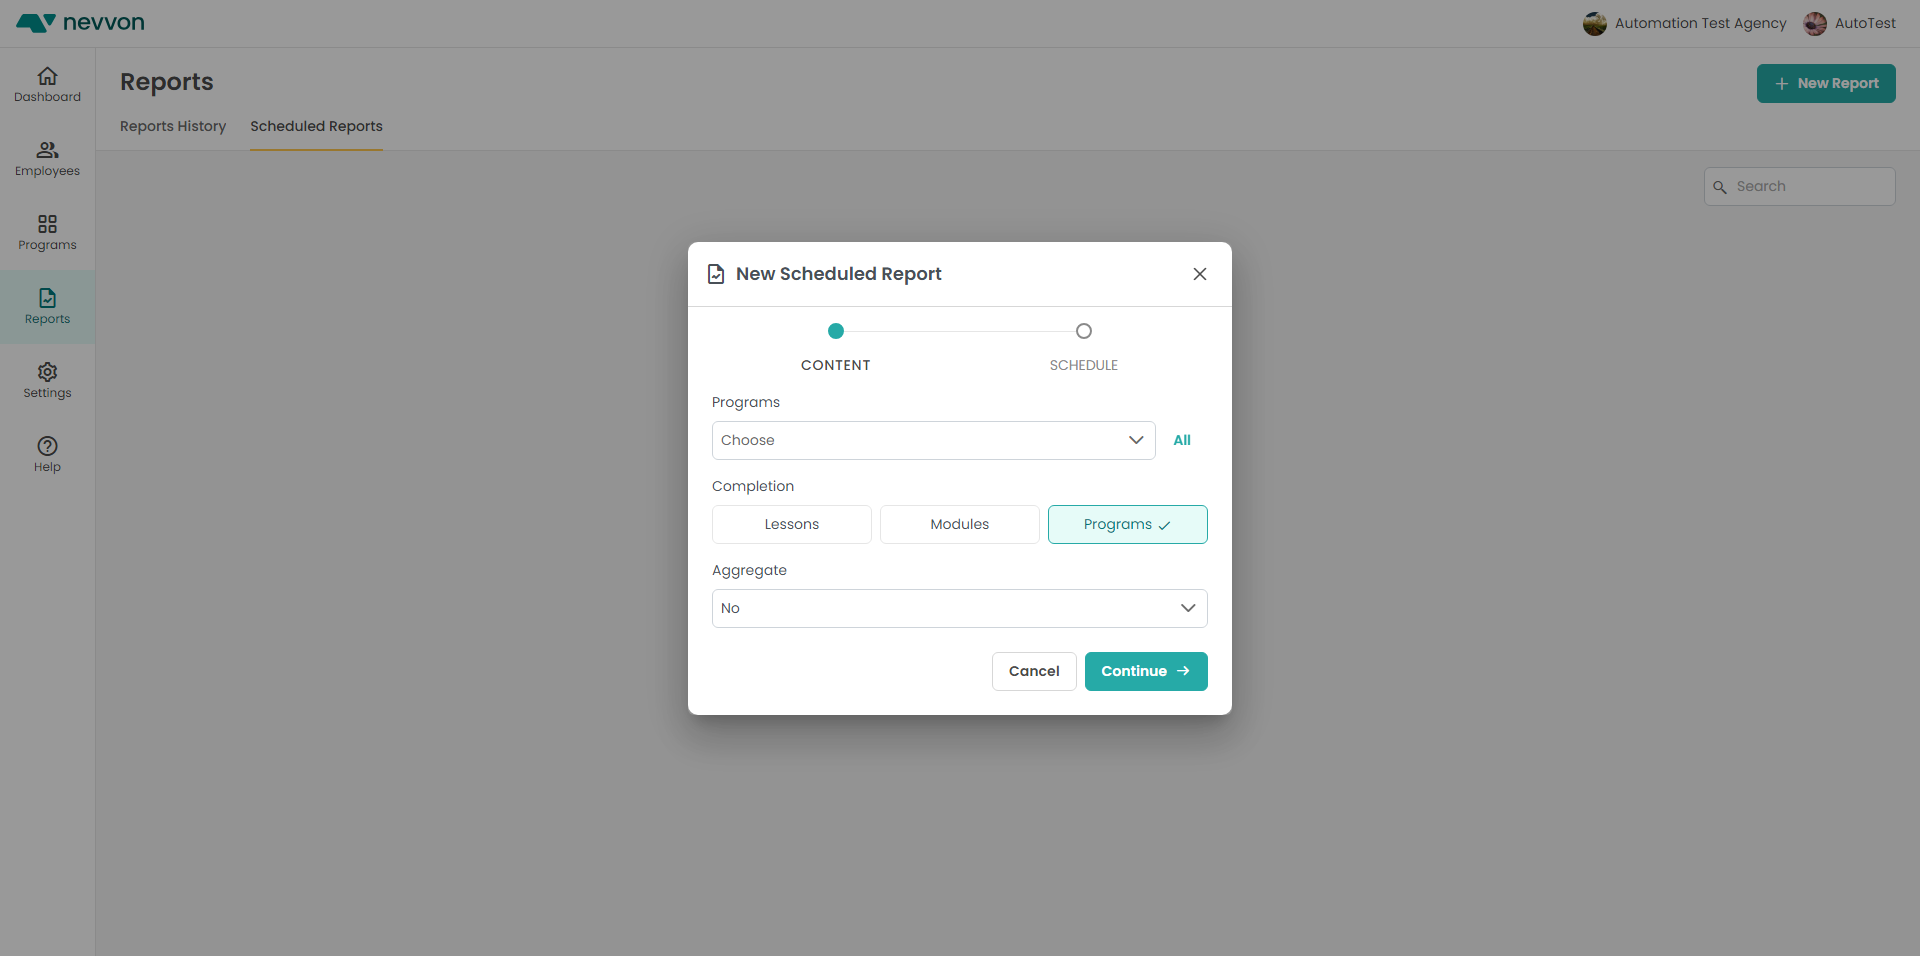 nevvon
Automation Test Agency
AutoTest
Dashboard
Employees
Programs
Reports
Settings
Help
Reports
New Report
Reports History
Scheduled Reports
Search
New Scheduled Report
CONTENT
SCHEDULE
Programs
Choose
All
Completion
Lessons
Modules
Programs
Aggregate
No
Cancel
Continue